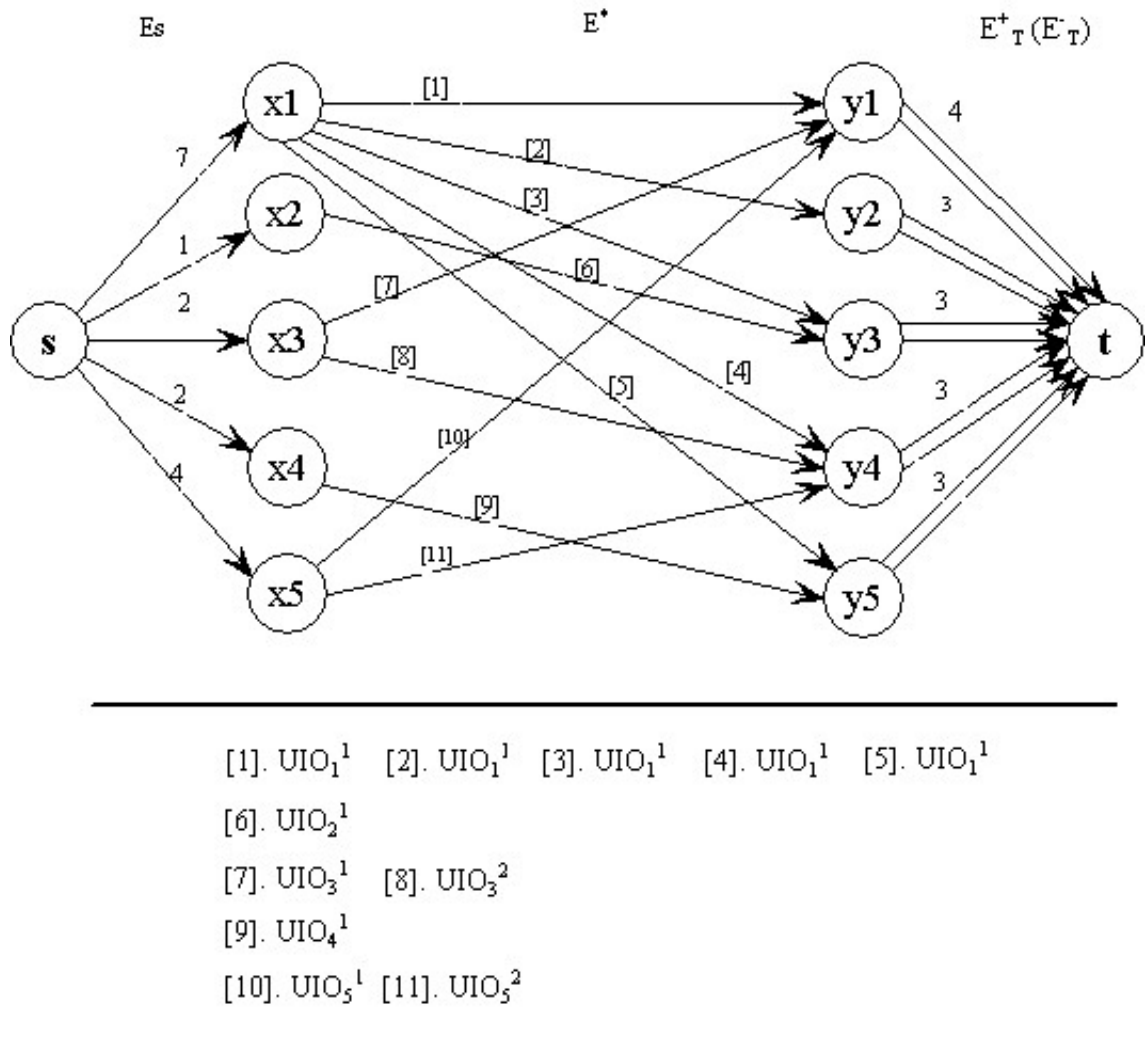 Es E* E⁺T (E⁻T)
x1 [1] y1 4
[2]
7 [3] 3
x2 y2
1
[6]
2 [7] 3
s x3 y3 t
[8]
[4]
2 [5] 3
[10]
4 x4 y4
3
[9]
[11]
x5 y5
[1]. UIO₁¹ [2]. UIO₁¹ [3]. UIO₁¹ [4]. UIO₁¹ [5]. UIO₁¹
[6]. UIO₂¹
[7]. UIO₃¹ [8]. UIO₃²
[9]. UIO₄¹
[10]. UIO₅¹ [11]. UIO₅²